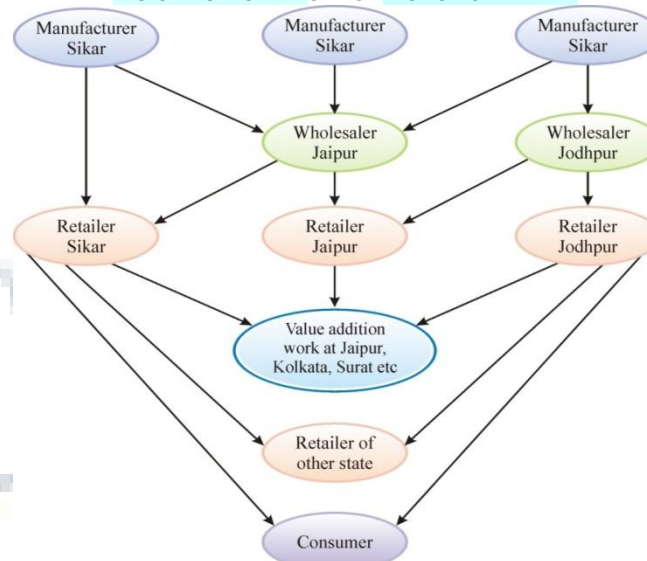 Manufacturer
Sikar
Manufacturer
Sikar
Manufacturer
Sikar
Wholesaler
Jaipur
Wholesaler
Jodhpur
Retailer
Sikar
Retailer
Jaipur
Retailer
Jodhpur
Value addition
work at Jaipur,
Kolkata, Surat etc
Retailer of
other state
Consumer